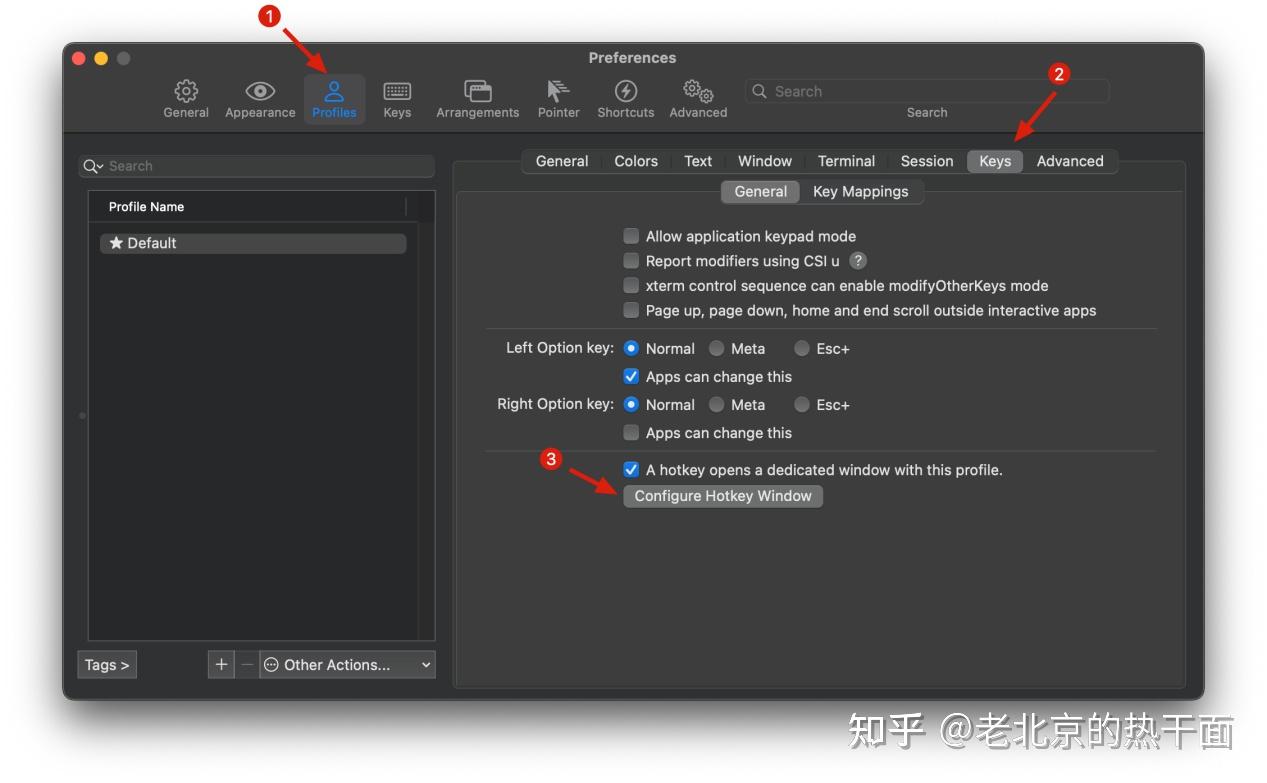 1
Preferences
2
General Appearance Profiles Keys Arrangements Pointer Shortcuts Advanced Search
Search
Search
General Colors Text Window Terminal Session Keys Advanced
General Key Mappings
Profile Name
★ Default
Allow application keypad mode
Report modifiers using CSI u ?
xterm control sequence can enable modifyOtherKeys mode
Page up, page down, home and end scroll outside interactive apps
Left Option key: Normal Meta Esc+
Apps can change this
Right Option key: Normal Meta Esc+
Apps can change this
3
A hotkey opens a dedicated window with this profile.
Configure Hotkey Window
Tags > + − Other Actions...
知乎 @老北京的热干面